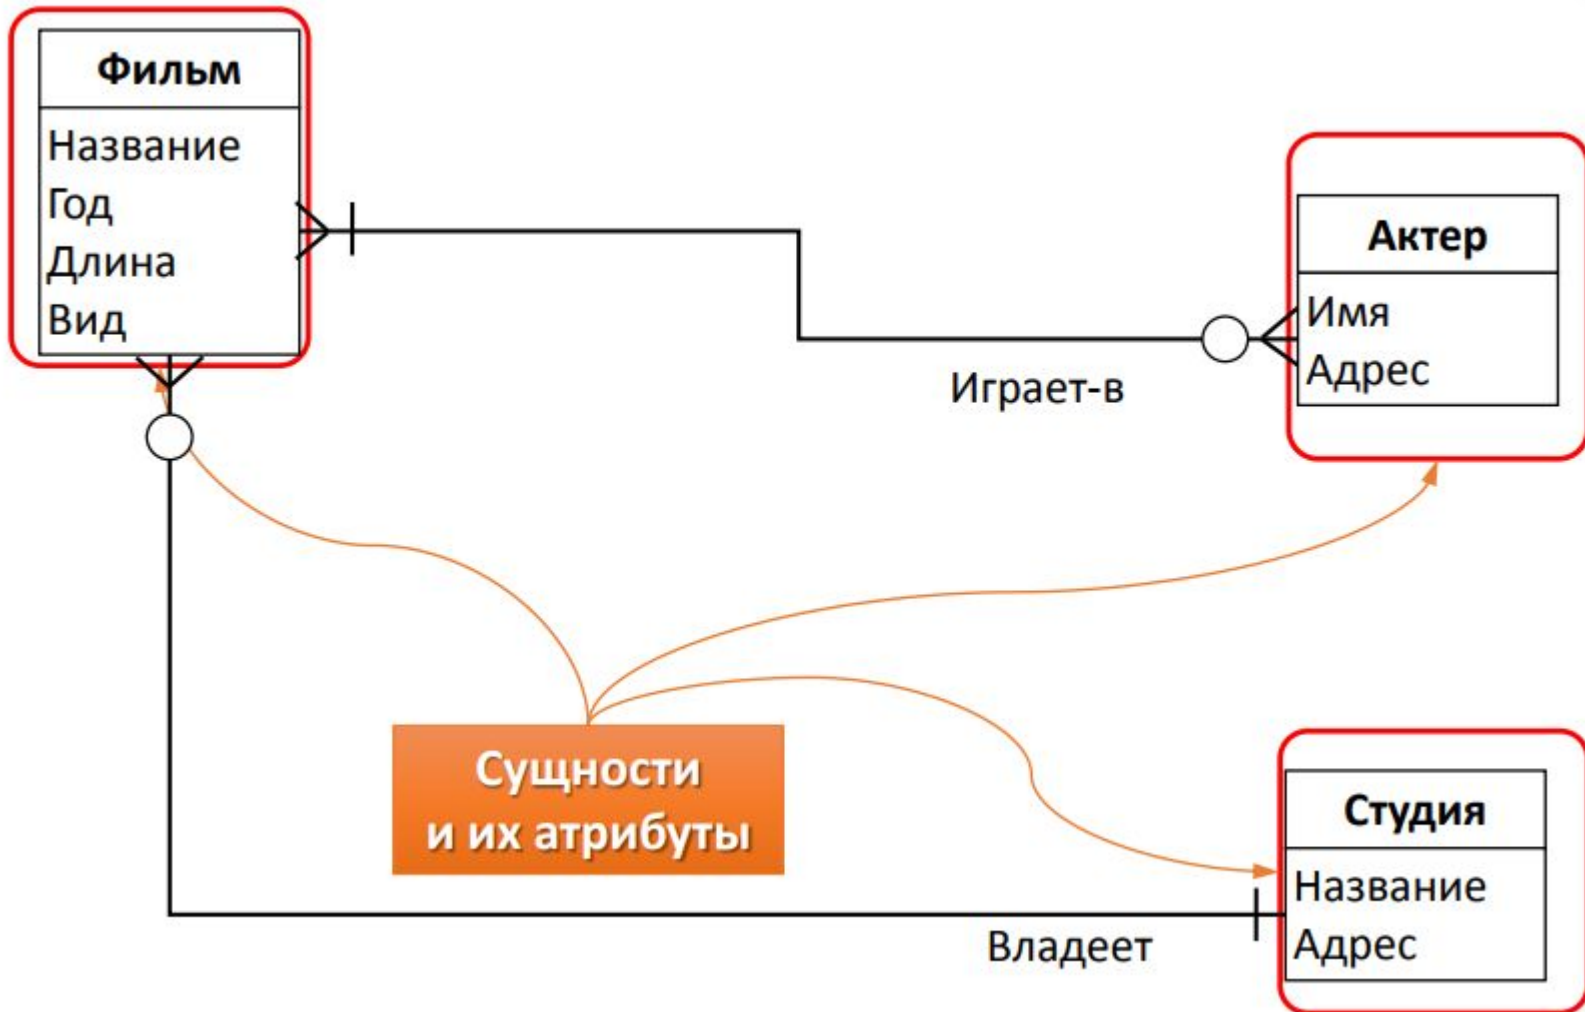 Фильм
Название
Год
Длина
Вид
Актер
Имя
Адрес
Играет-в
Сущности
и их атрибуты
Студия
Название
Адрес
Владеет